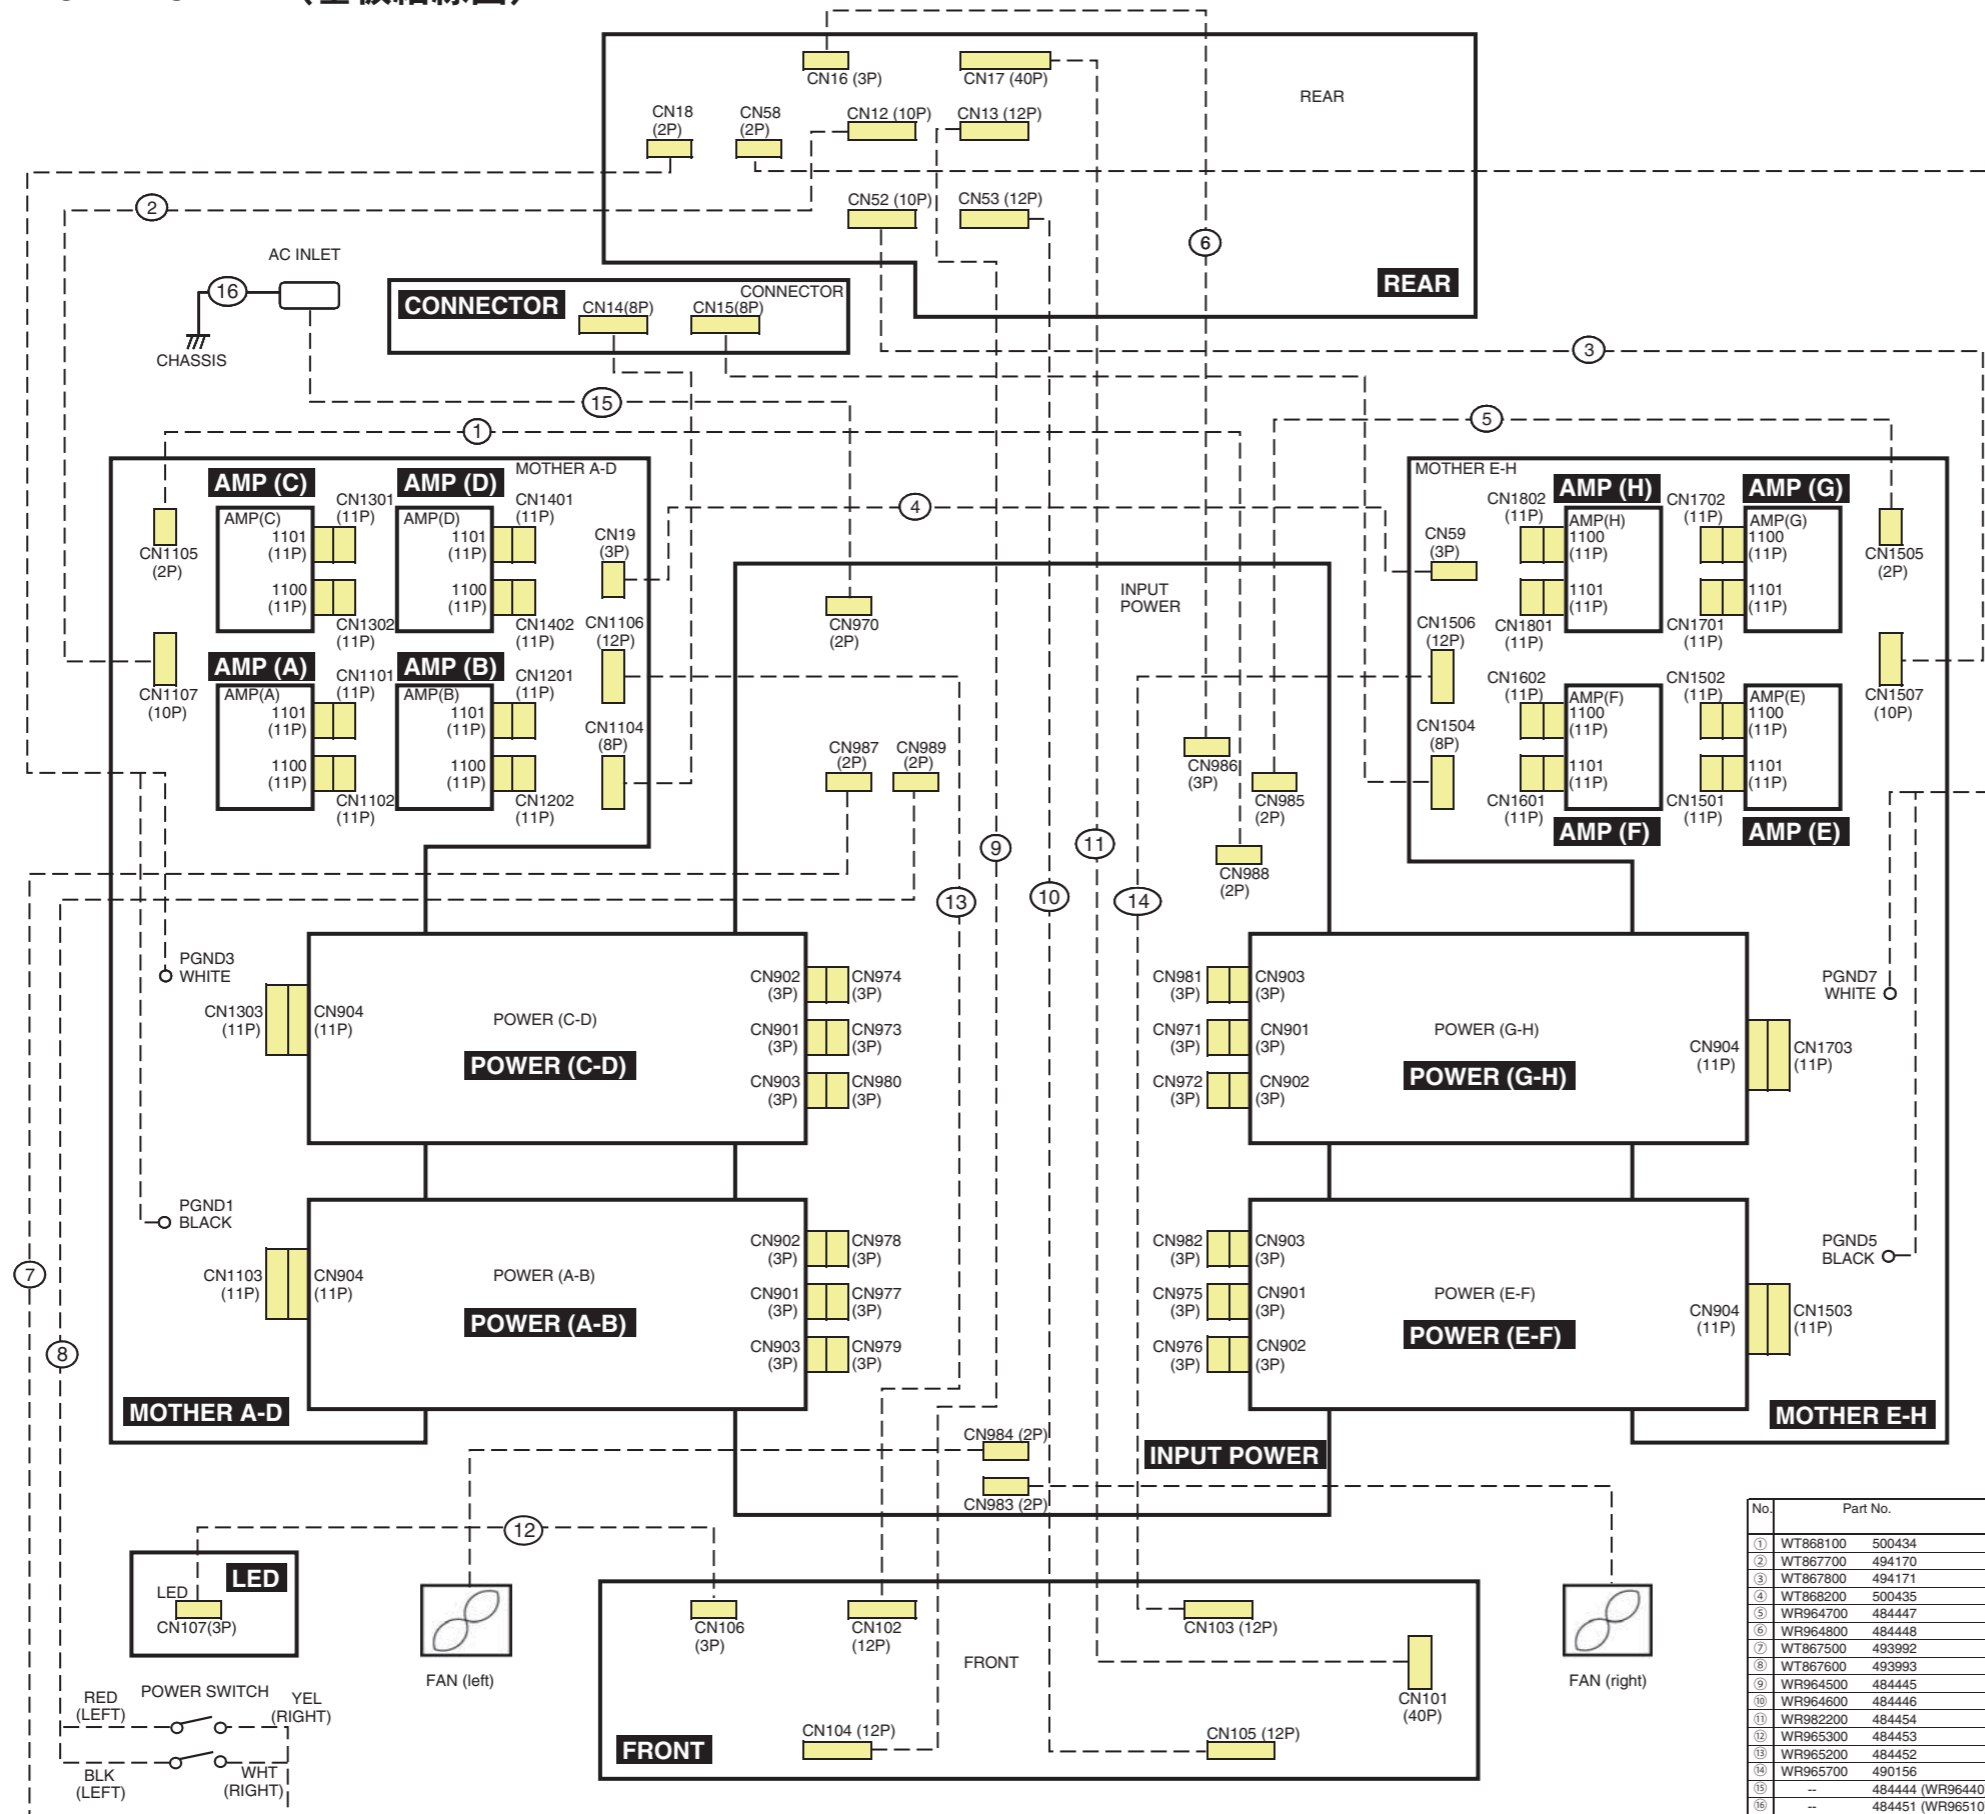 CN16 (3P)
CN17 (40P)
REAR
CN18
(2P)
CN58
(2P)
CN12 (10P)
CN13 (12P)
2
CN52 (10P)
CN53 (12P)
6
AC INLET
16
CHASSIS
CONNECTOR
CONNECTOR
CN14(8P)
CN15(8P)
REAR
3
15
1
5
4
MOTHER A-D
AMP (C)
AMP (D)
CN1301
(11P)
CN1401
(11P)
AMP(C)
1101
(11P)
1100
(11P)
AMP(D)
1101
(11P)
1100
(11P)
CN1105
(2P)
CN19
(3P)
CN1302
(11P)
CN1402
(11P)
CN1106
(12P)
AMP (A)
AMP (B)
CN1101
(11P)
CN1201
(11P)
CN1107
(10P)
AMP(A)
1101
(11P)
1100
(11P)
AMP(B)
1101
(11P)
1100
(11P)
CN1104
(8P)
CN1102
(11P)
CN1202
(11P)
INPUT
POWER
CN970
(2P)
CN987
(2P)
CN989
(2P)
CN986
(3P)
CN985
(2P)
CN988
(2P)
MOTHER E-H
AMP (H)
AMP (G)
CN1802
(11P)
CN1702
(11P)
CN59
(3P)
AMP(H)
1100
(11P)
1101
(11P)
AMP(G)
1100
(11P)
1101
(11P)
CN1505
(2P)
CN1506
(12P)
CN1801
(11P)
CN1701
(11P)
CN1602
(11P)
CN1502
(11P)
CN1507
(10P)
CN1504
(8P)
AMP(F)
1100
(11P)
1101
(11P)
AMP(E)
1100
(11P)
1101
(11P)
CN1601
(11P)
CN1501
(11P)
AMP (F)
AMP (E)
9
11
13
10
14
PGND3
WHITE
CN1303
(11P)
CN904
(11P)
POWER (C-D)
POWER (C-D)
CN902
(3P)
CN974
(3P)
CN901
(3P)
CN973
(3P)
CN903
(3P)
CN980
(3P)
CN981
(3P)
CN903
(3P)
CN971
(3P)
CN901
(3P)
CN972
(3P)
CN902
(3P)
POWER (G-H)
POWER (G-H)
CN904
(11P)
CN1703
(11P)
PGND7
WHITE
PGND1
BLACK
7
CN1103
(11P)
CN904
(11P)
POWER (A-B)
POWER (A-B)
CN902
(3P)
CN978
(3P)
CN901
(3P)
CN977
(3P)
CN903
(3P)
CN979
(3P)
CN982
(3P)
CN903
(3P)
CN975
(3P)
CN901
(3P)
CN976
(3P)
CN902
(3P)
POWER (E-F)
POWER (E-F)
CN904
(11P)
CN1503
(11P)
PGND5
BLACK
8
MOTHER A-D
MOTHER E-H
CN984 (2P)
INPUT POWER
CN983 (2P)
12
LED
LED
CN107(3P)
FAN (left)
CN106
(3P)
CN102
(12P)
CN103 (12P)
FRONT
CN101
(40P)
FAN (right)
CN104 (12P)
CN105 (12P)
FRONT
POWER SWITCH
RED
(LEFT)
YEL
(RIGHT)
BLK
(LEFT)
WHT
(RIGHT)
No. Part No.
① WT868100 500434
② WT867700 494170
③ WT867800 494171
④ WT868200 500435
⑤ WR964700 484447
⑥ WR964800 484448
⑦ WT867500 493992
⑧ WT867600 493993
⑨ WR964500 484445
⑩ WR964600 484446
⑪ WR982200 484454
⑫ WR965300 484453
⑬ WR965200 484452
⑭ WR965700 490156
⑮ -- 484444 (WR96440
⑯ -- 484451 (WR96510